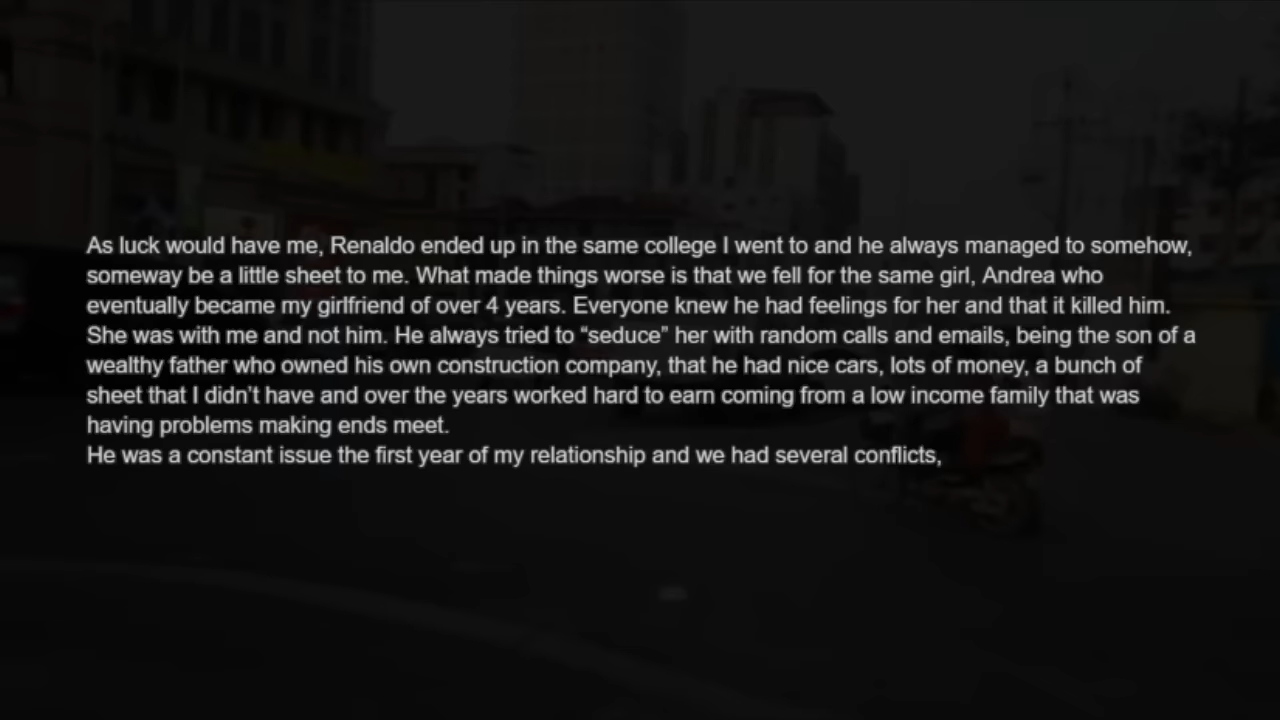 As luck would have me, Renaldo ended up in the same college I went to and he always managed to somehow,
someway be a little sheet to me. What made things worse is that we fell for the same girl, Andrea who
eventually became my girlfriend of over 4 years. Everyone knew he had feelings for her and that it killed him.
She was with me and not him. He always tried to “seduce” her with random calls and emails, being the son of a
wealthy father who owned his own construction company, that he had nice cars, lots of money, a bunch of
sheet that I didn’t have and over the years worked hard to earn coming from a low income family that was
having problems making ends meet.
He was a constant issue the first year of my relationship and we had several conflicts,